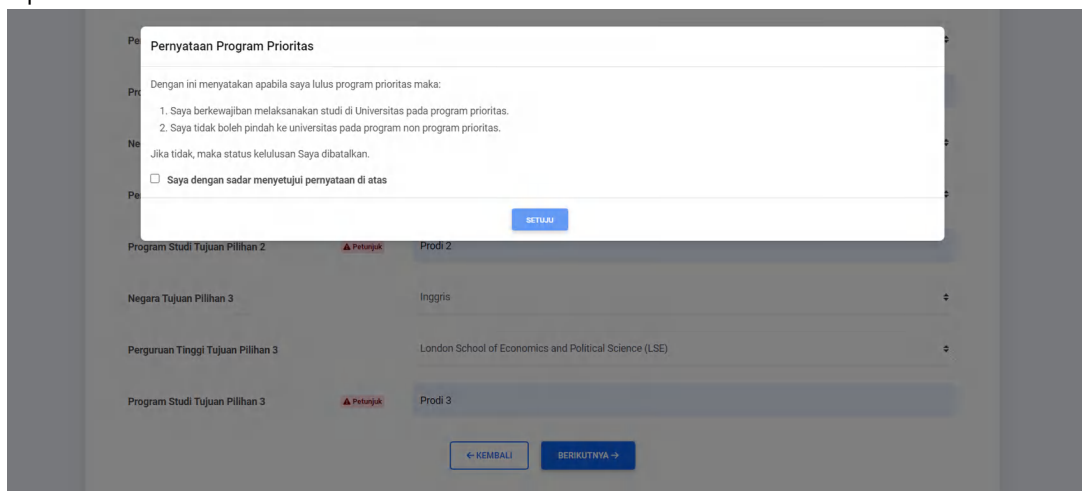 Pernyataan Program Prioritas
Dengan ini menyatakan apabila saya lulus program prioritas maka:
1. Saya berkewajiban melaksanakan studi di Universitas pada program prioritas.
2. Saya tidak boleh pindah ke universitas pada program non program prioritas.
Jika tidak, maka status kelulusan Saya dibatalkan.
Saya dengan sadar menyetujui pernyataan di atas
SETUJU
Program Studi Tujuan Pilihan 2 Petunjuk Prodi 2
Negara Tujuan Pilihan 3 Inggris
Perguruan Tinggi Tujuan Pilihan 3 London School of Economics and Political Science (LSE)
Program Studi Tujuan Pilihan 3 Petunjuk Prodi 3
← KEMBALI BERIKUTNYA →